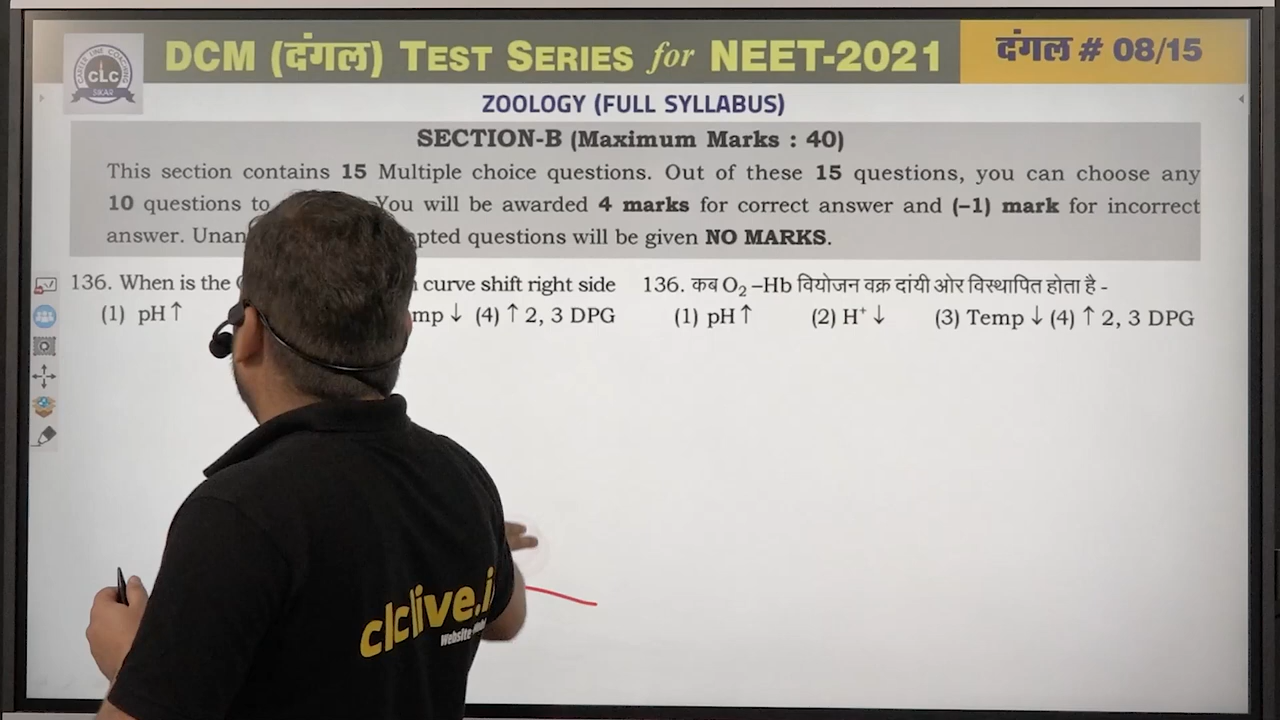 DCM (दंगल) TEST SERIES for NEET-2021
दंगल # 08/15
CLC
SIKAR
ZOOLOGY (FULL SYLLABUS)
SECTION-B (Maximum Marks : 40)
This section contains 15 Multiple choice questions. Out of these 15 questions, you can choose any
10 questions to You will be awarded 4 marks for correct answer and (–1) mark for incorrect
answer. questions will be given NO MARKS.
136. When is the curve shift right side
(1) pH↑ ↓ (4) ↑ 2, 3 DPG
136. कब O₂ –Hb वियोजन वक्र दांयी ओर विस्थापित होता है -
(1) pH↑ (2) H⁺ ↓ (3) Temp ↓ (4) ↑ 2, 3 DPG
clclive.i
Website